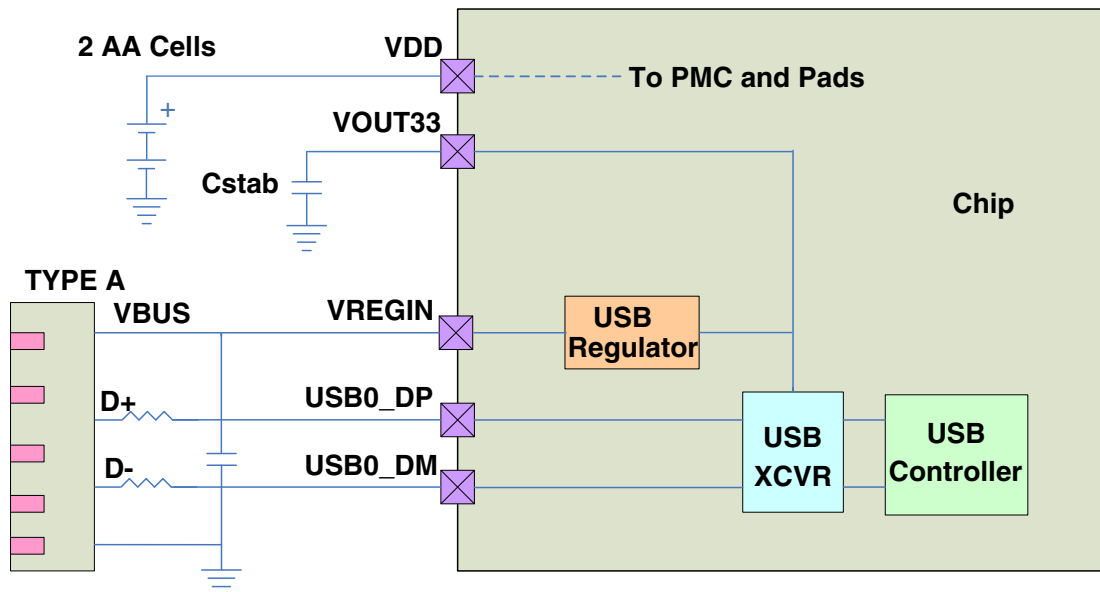 2 AA Cells
VDD
+
To PMC and Pads
VOUT33
Cstab
Chip
TYPE A
VBUS
VREGIN
USB
Regulator
D+
USB0_DP
D-
USB0_DM
USB
XCVR
USB
Controller